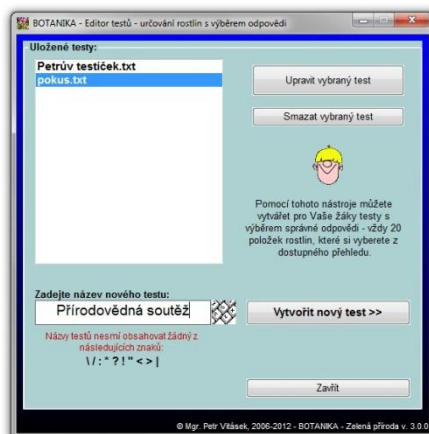 BOTANIKA - Editor testů - určování rostlin s výběrem odpovědi
Uložené testy:
Petrův testíček.txt
pokus.txt
Upravit vybraný test
Smazat vybraný test
Pomocí tohoto nástroje můžete
vytvářet pro Vaše žáky testy s
výběrem správné odpovědi - vždy 20
položek rostlin, které si vyberete z
dostupného přehledu.
Zadejte název nového testu:
Přírodovědná soutěž
Vytvořit nový test >>
Názvy testů nesmí obsahovat žádný z
následujících znaků:
\ / : * ? ! " < > |
Zavřít
© Mgr. Petr Vitásek, 2006-2012 - BOTANIKA - Zelená příroda v. 3.0.0